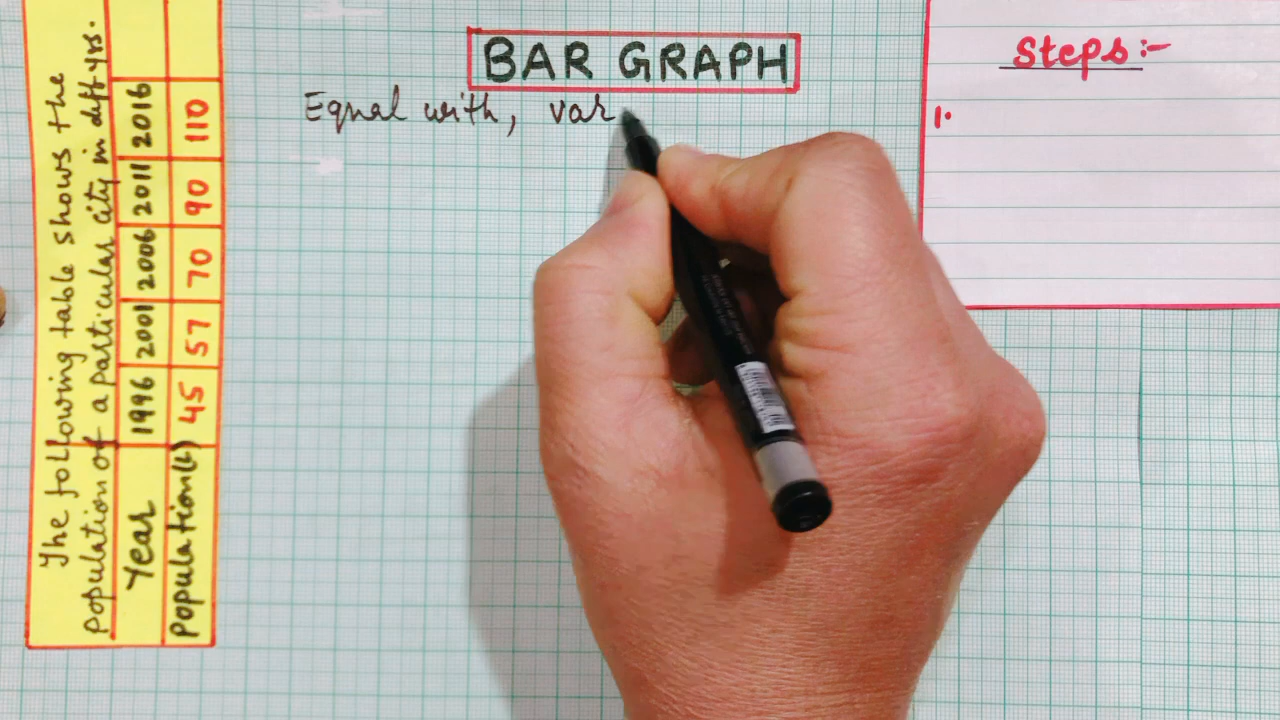 BAR GRAPH
Equal with, var
Steps:-
1.
The following table shows the
population of a particular city in diff yrs.
Year 1996 2001 2006 2011 2016
Population(L) 45 57 70 90 110